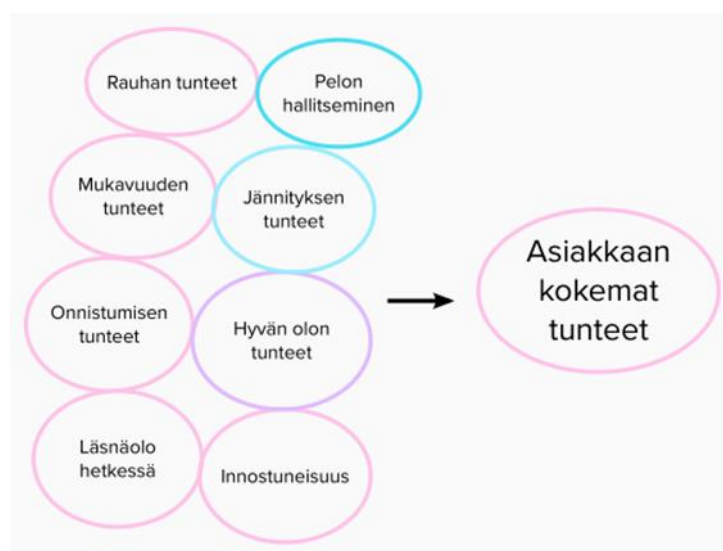 Rauhan tunteet
Pelon
hallitseminen
Mukavuuden
tunteet
Jännityksen
tunteet
Onnistumisen
tunteet
Hyvän olon
tunteet
Läsnäolo
hetkessä
Innostuneisuus
Asiakkaan
kokemat
tunteet